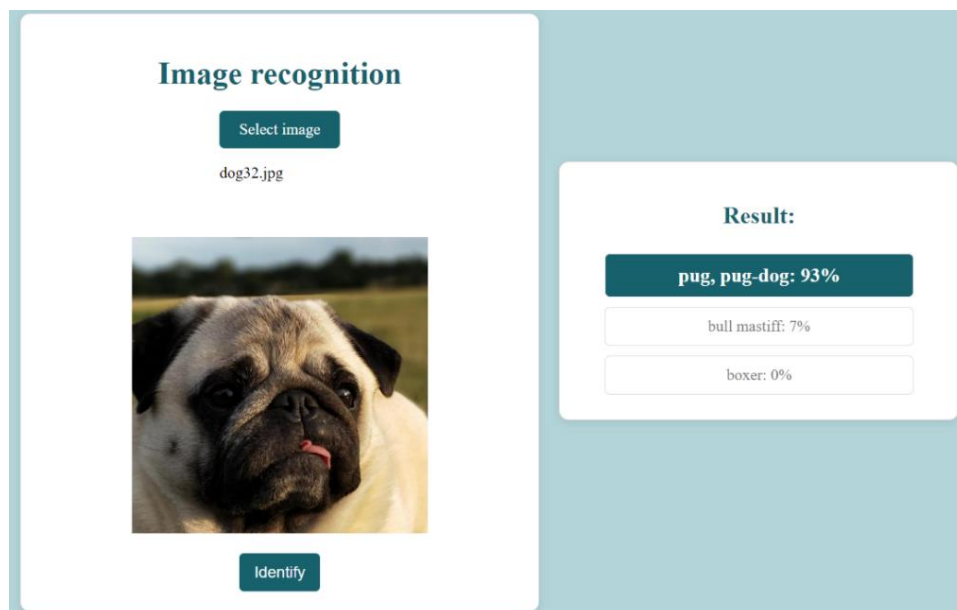 Image recognition
Select image
dog32.jpg
Identify
Result:
pug, pug-dog: 93%
bull mastiff: 7%
boxer: 0%